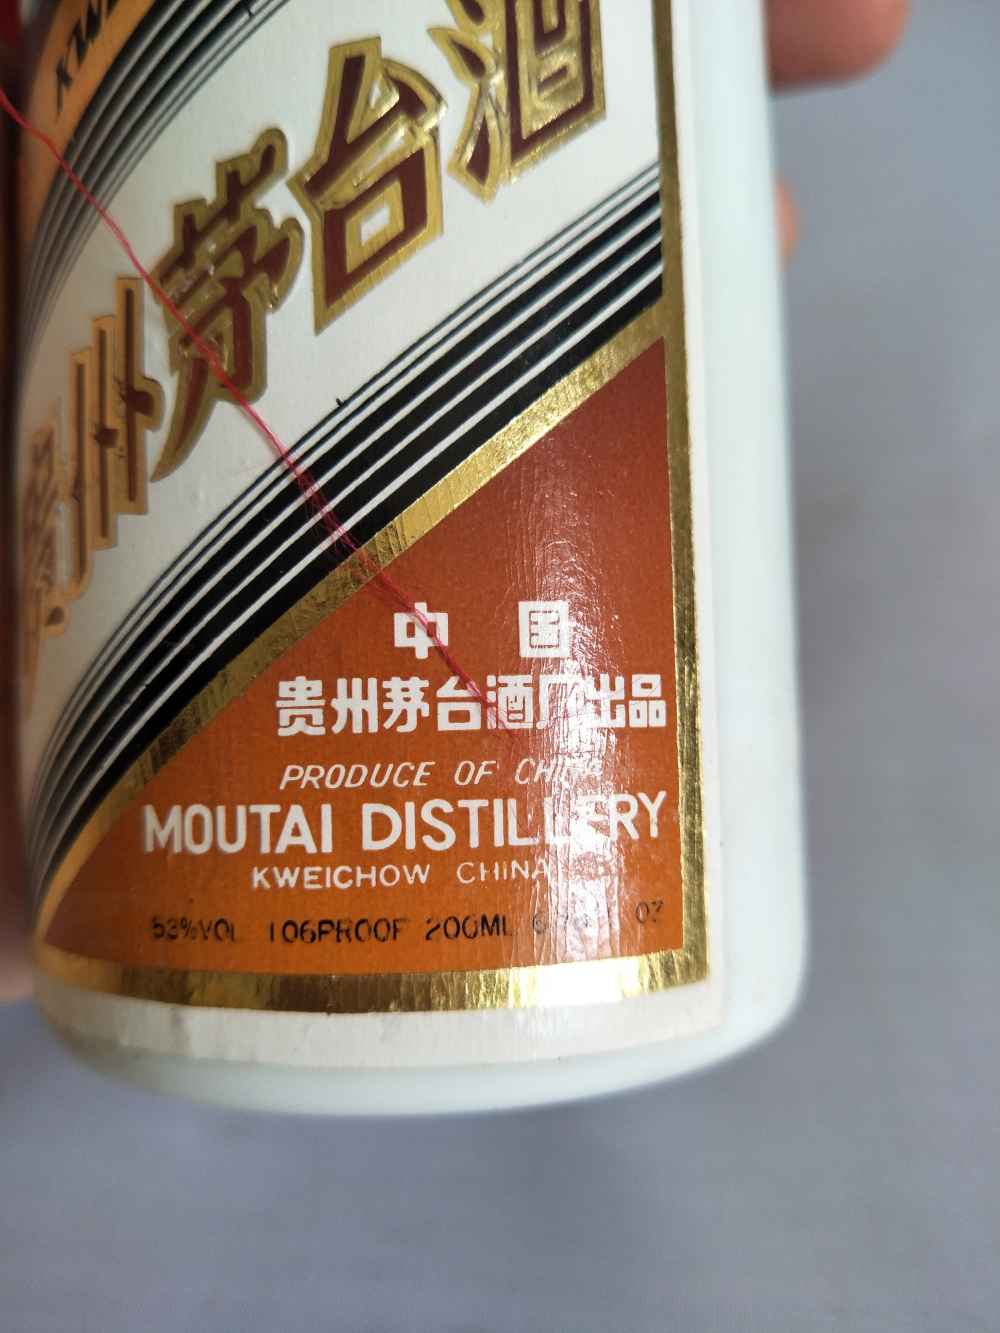 贵州茅台酒
中国
贵州茅台酒厂出品
PRODUCE OF CHINA
MOUTAI DISTILLERY
KWEICHOW CHINA
53%VOL 106PROOF 200ML OZ